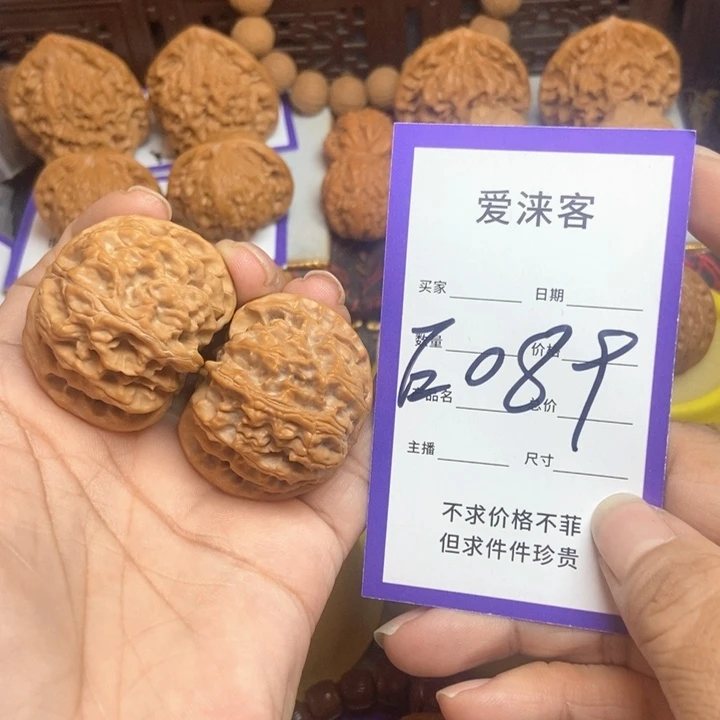 爱涞客
买家 日期
数量 价格
089
品名 总价
主播 尺寸
不求价格不菲
但求件件珍贵